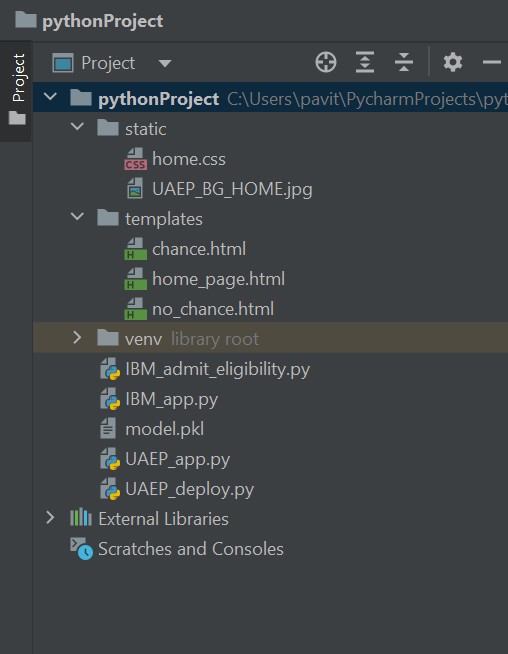 pythonProject
Project
Project
pythonProject C:\Users\pavit\PycharmProjects\pyt
static
CSS home.css
UAEP_BG_HOME.jpg
templates
H chance.html
H home_page.html
H no_chance.html
venv library root
IBM_admit_eligibility.py
IBM_app.py
model.pkl
UAEP_app.py
UAEP_deploy.py
External Libraries
Scratches and Consoles